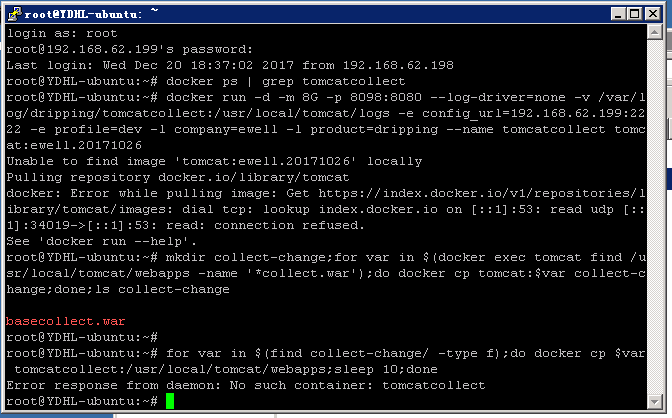 root@YDHL-ubuntu: ~
login as: root
root@192.168.62.199's password:
Last login: Wed Dec 20 18:37:02 2017 from 192.168.62.198
root@YDHL-ubuntu:~# docker ps | grep tomcatcollect
root@YDHL-ubuntu:~# docker run -d -m 8G -p 8098:8080 --log-driver=none -v /var/l
og/dripping/tomcatcollect:/usr/local/tomcat/logs -e config_url=192.168.62.199:22
22 -e profile=dev -l company=ewell -l product=dripping --name tomcatcollect tomc
at:ewell.20171026
Unable to find image 'tomcat:ewell.20171026' locally
Pulling repository docker.io/library/tomcat
docker: Error while pulling image: Get https://index.docker.io/v1/repositories/l
ibrary/tomcat/images: dial tcp: lookup index.docker.io on [::1]:53: read udp [::
1]:34019->[::1]:53: read: connection refused.
See 'docker run --help'.
root@YDHL-ubuntu:~# mkdir collect-change;for var in $(docker exec tomcat find /u
sr/local/tomcat/webapps -name '*collect.war');do docker cp tomcat:$var collect-c
hange;done;ls collect-change
basecollect.war
root@YDHL-ubuntu:~#
root@YDHL-ubuntu:~# for var in $(find collect-change/ -type f);do docker cp $var
tomcatcollect:/usr/local/tomcat/webapps;sleep 10;done
Error response from daemon: No such container: tomcatcollect
root@YDHL-ubuntu:~#